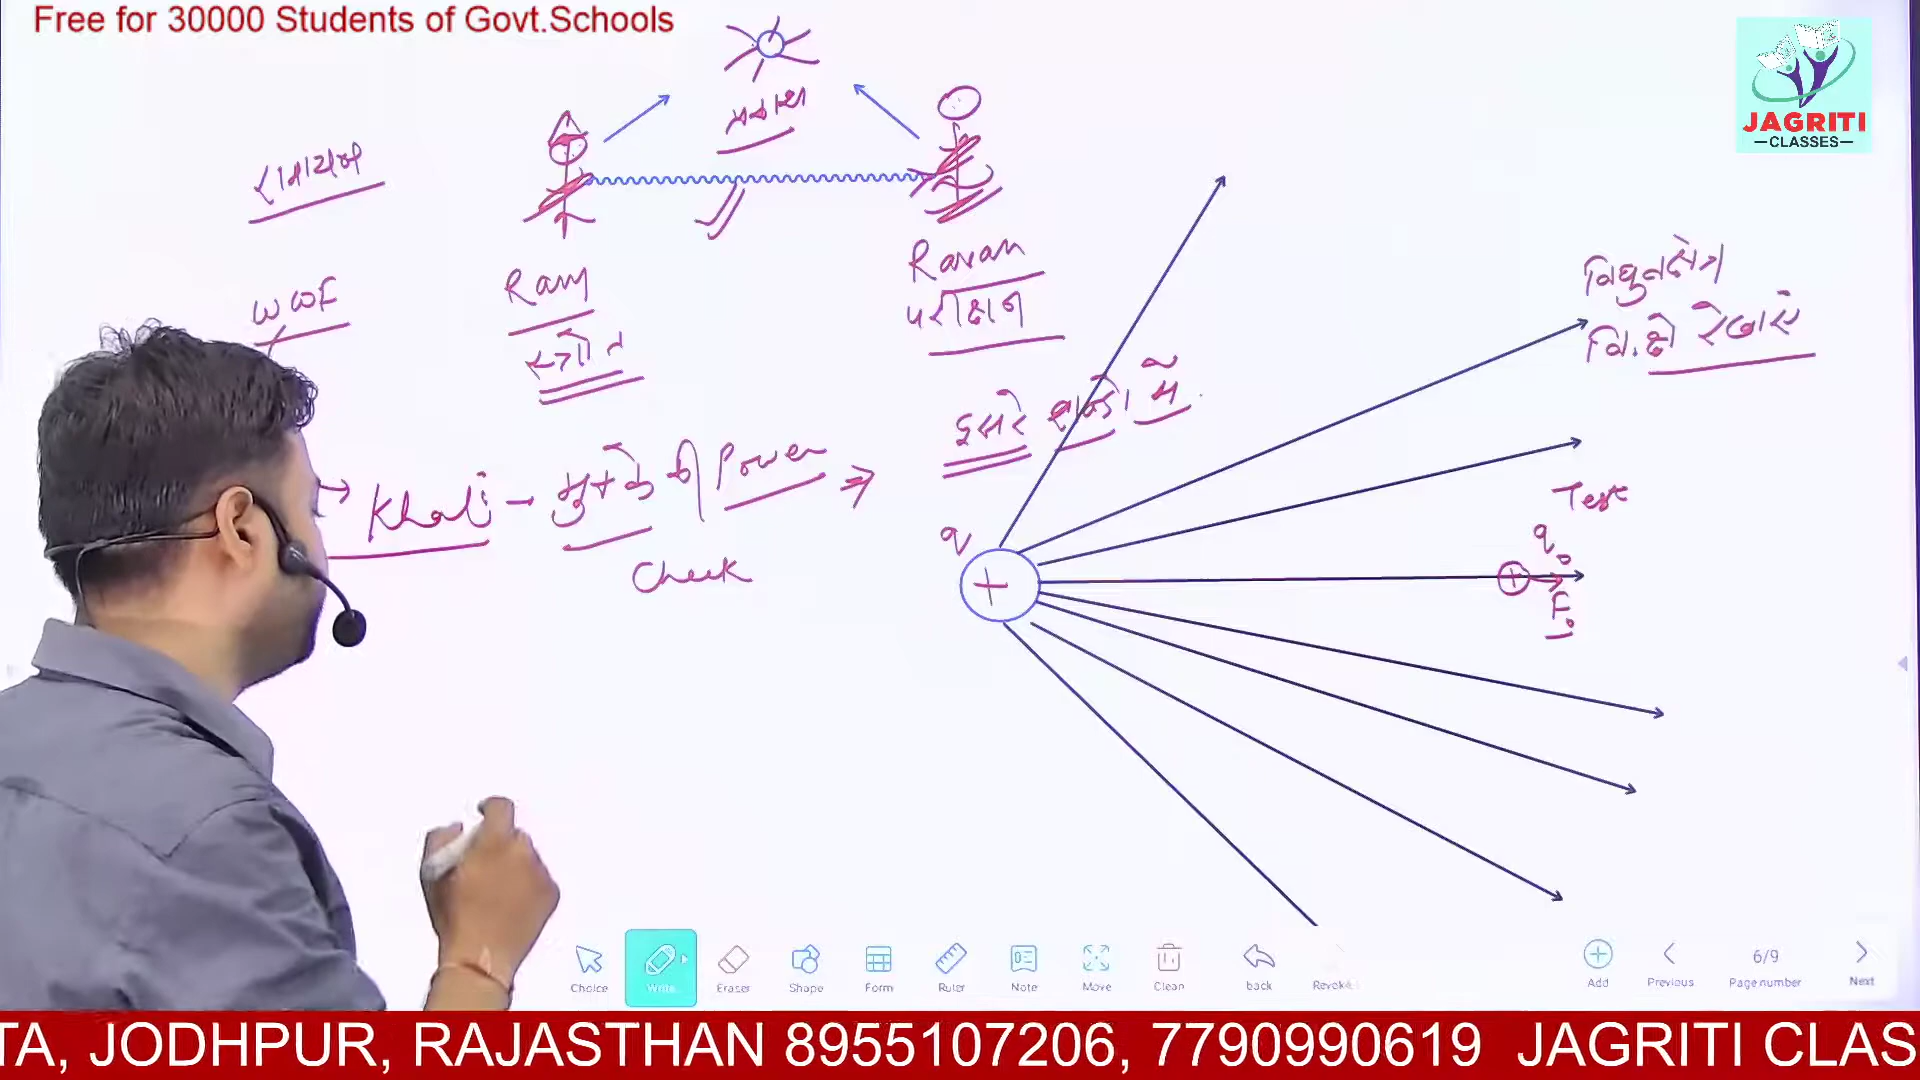 Free for 30000 Students of Govt.Schools
JAGRITI
CLASSES
रामायण
WWF
Ram
स्त्रोत
Ravan
परीक्षण
विद्युत क्षेत्र
वि. क्षे रेखाएं
दूसरे शब्दों में
Khali → मुक्के की Power ⇒
Check
q
Test
q₀
F₀
Choice
Write
Eraser
Shape
Form
Ruler
Note
Move
Clean
back
Add
Previous
6/9
Page number
Next
TA, JODHPUR, RAJASTHAN 8955107206, 7790990619 JAGRITI CLAS